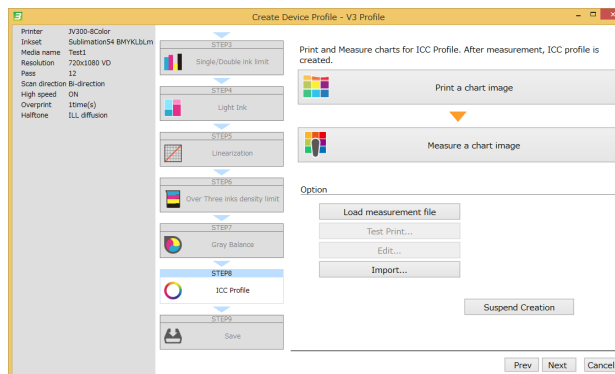 Create Device Profile - V3 Profile
Printer JV300-8Color
Inkset Sublimation54 BMYKLbLm
Media name Test1
Resolution 720x1080 VD
Pass 12
Scan direction Bi-direction
High speed ON
Overprint 1time(s)
Halftone ILL diffusion
STEP3
Single/Double ink limit
STEP4
Light Ink
STEP5
Linearization
STEP6
Over Three inks density limit
STEP7
Gray Balance
STEP8
ICC Profile
STEP9
Save
Print and Measure charts for ICC Profile. After measurement, ICC profile is
created.
Print a chart image
Measure a chart image
Option
Load measurement file
Test Print...
Edit...
Import...
Suspend Creation
Prev Next Cancel